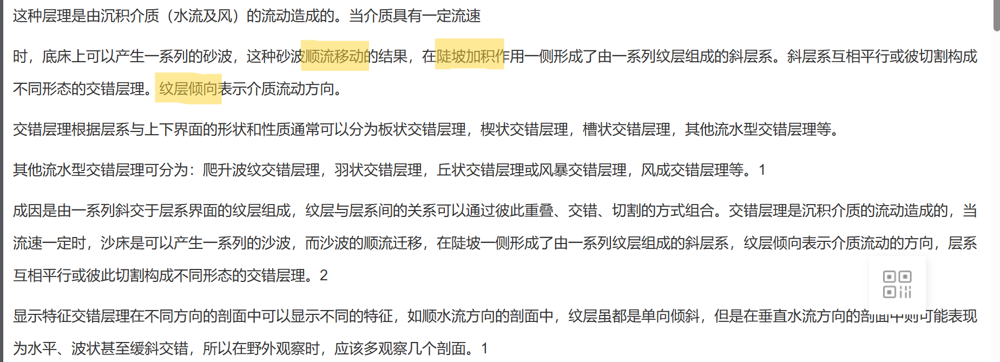 这种层理是由沉积介质（水流及风）的流动造成的。当介质具有一定流速
时，底床上可以产生一系列的砂波，这种砂波顺流移动的结果，在陡坡加积作用一侧形成了由一系列纹层组成的斜层系。斜层系互相平行或彼切割构成
不同形态的交错层理。纹层倾向表示介质流动方向。
交错层理根据层系与上下界面的形状和性质通常可以分为板状交错层理，楔状交错层理，槽状交错层理，其他流水型交错层理等。
其他流水型交错层理可分为：爬升波纹交错层理，羽状交错层理，丘状交错层理或风暴交错层理，风成交错层理等。1
成因是由一系列斜交于层系界面的纹层组成，纹层与层系间的关系可以通过彼此重叠、交错、切割的方式组合。交错层理是沉积介质的流动造成的，当
流速一定时，沙床是可以产生一系列的沙波，而沙波的顺流迁移，在陡坡一侧形成了由一系列纹层组成的斜层系，纹层倾向表示介质流动的方向，层系
互相平行或彼此切割构成不同形态的交错层理。2
显示特征交错层理在不同方向的剖面中可以显示不同的特征，如顺水流方向的剖面中，纹层虽都是单向倾斜，但是在垂直水流方向的剖面中则可能表现
为水平、波状甚至缓斜交错，所以在野外观察时，应该多观察几个剖面。1